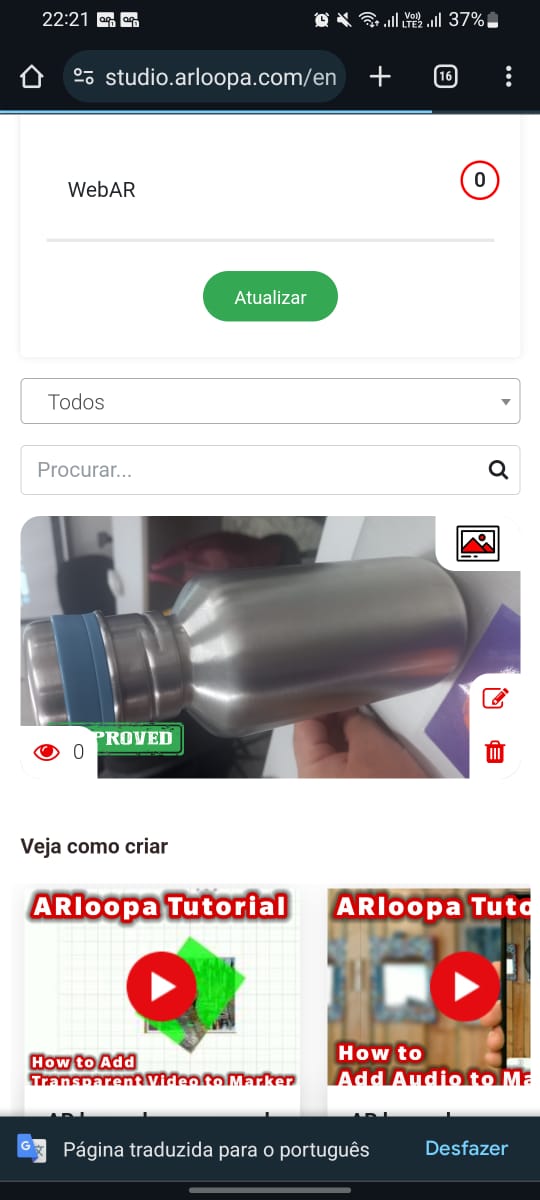 22:21
Vo))
LTE2
37%
studio.arloopa.com/en
16
WebAR
0
Atualizar
Todos
Procurar...
PROVED
0
Veja como criar
ARloopa Tutorial
How to Add
Transparent Video to Marker
ARloopa Tuto
How to
Add Audio to Ma
Página traduzida para o português
Desfazer